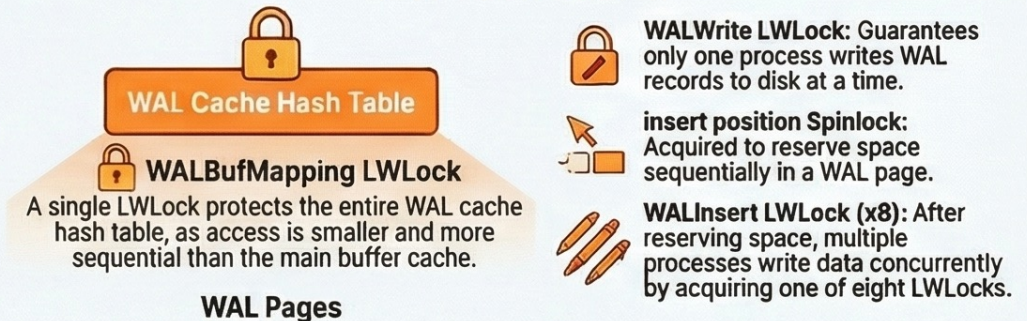 WAL Cache Hash Table
WALBufMapping LWLock
A single LWLock protects the entire WAL cache
hash table, as access is smaller and more
sequential than the main buffer cache.
WAL Pages
WALWrite LWLock: Guarantees
only one process writes WAL
records to disk at a time.
insert position Spinlock:
Acquired to reserve space
sequentially in a WAL page.
WALInsert LWLock (x8): After
reserving space, multiple
processes write data concurrently
by acquiring one of eight LWLocks.